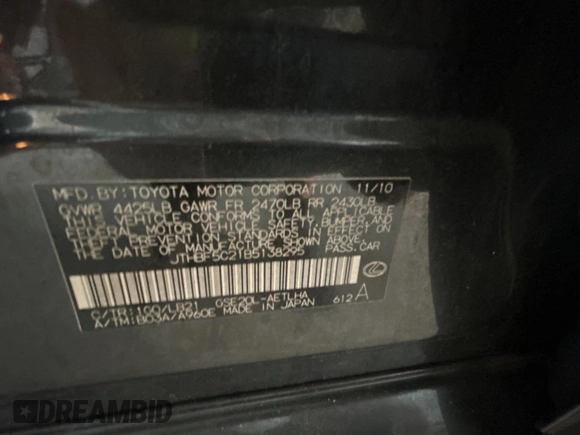 MFD. BY: TOYOTA MOTOR CORPORATION 11/10
GVWR 4425LB GAWR FR 2470LB RR 2430LB
THIS VEHICLE CONFORMS TO ALL APPLICABLE
FEDERAL MOTOR VEHICLE SAFETY, BUMPER, AND
THEFT PREVENTION STANDARDS IN EFFECT ON
THE DATE OF MANUFACTURE SHOWN ABOVE.
JTHBF5C21B5138295 PASS. CAR
C/TR: 1G0/LB21 GSE20L-AETLHA
A/TM: B03A/A960E MADE IN JAPAN 612 A
DREAMBID